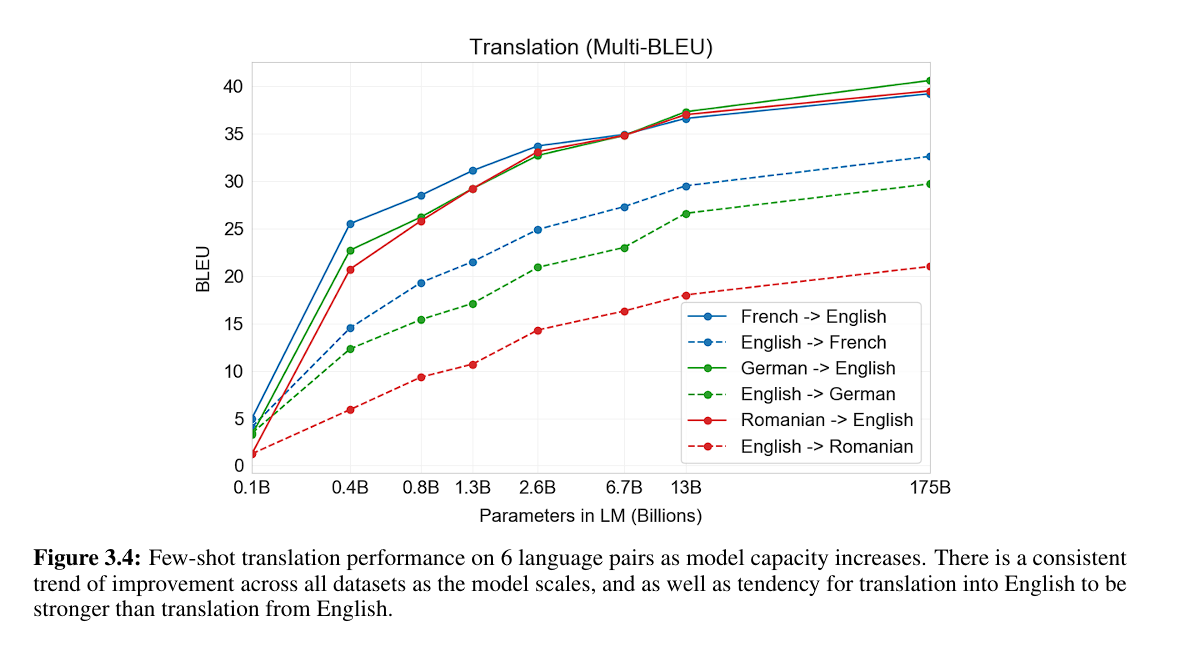 Translation (Multi-BLEU)
40
35
30
25
20
15
10
5
0
BLEU
French -> English
English -> French
German -> English
English -> German
Romanian -> English
English -> Romanian
0.1B 0.4B 0.8B 1.3B 2.6B 6.7B 13B 175B
Parameters in LM (Billions)
Figure 3.4: Few-shot translation performance on 6 language pairs as model capacity increases. There is a consistent
trend of improvement across all datasets as the model scales, and as well as tendency for translation into English to be
stronger than translation from English.